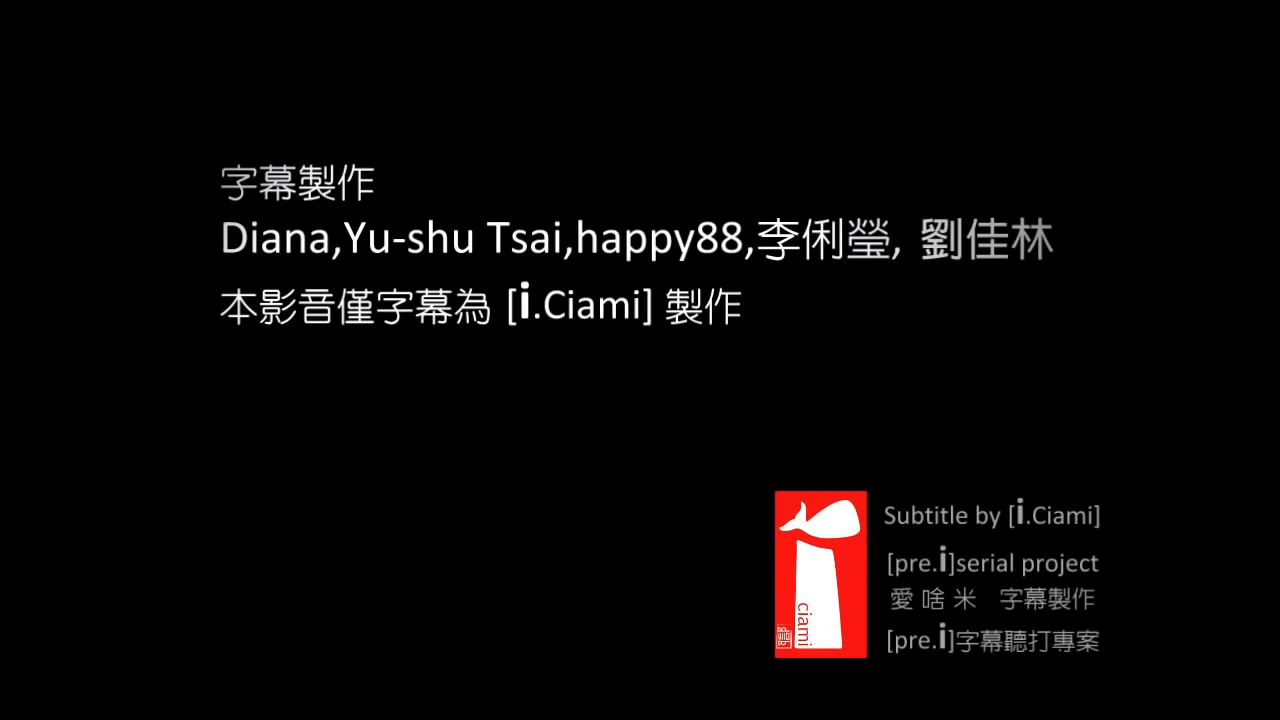 字幕製作
Diana,Yu-shu Tsai,happy88,李俐瑩, 劉佳林
本影音僅字幕為 [i.Ciami] 製作
Subtitle by [i.Ciami]
[pre.i]serial project
愛啥米 字幕製作
[pre.i]字幕聽打專案
ciami